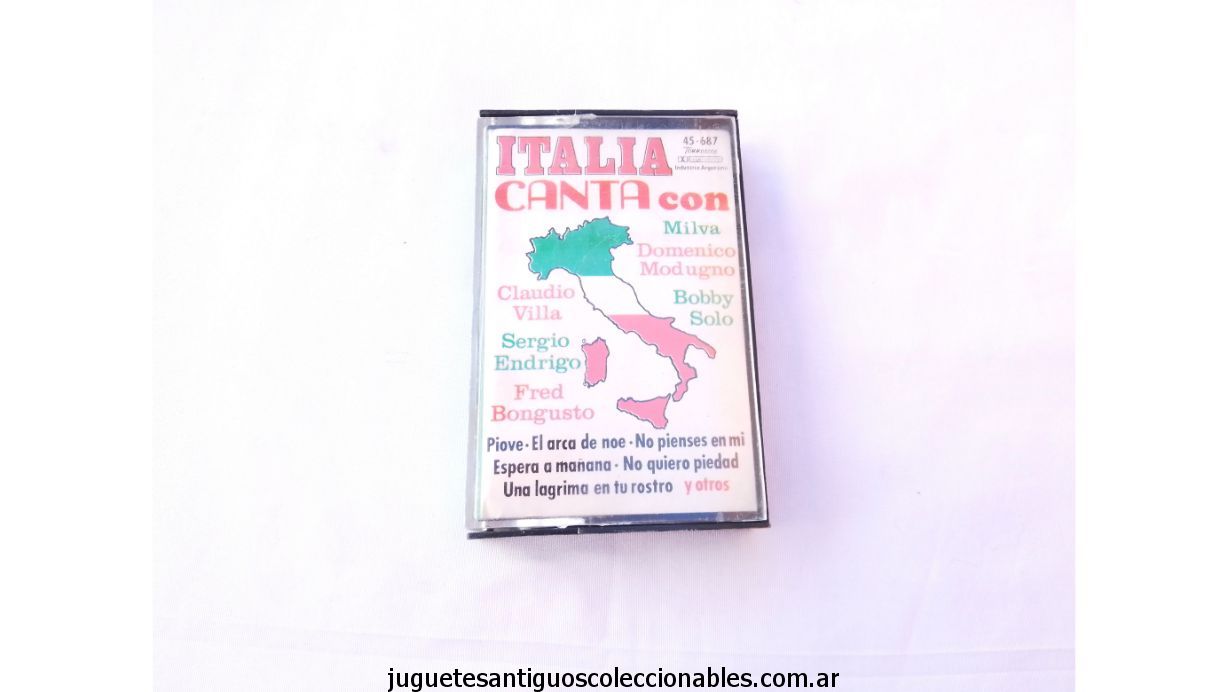 ITALIA
45-687
Industria Argentina
CANTA con
Milva
Domenico
Modugno
Claudio
Villa
Bobby
Solo
Sergio
Endrigo
Fred
Bongusto
Piove · El arca de noe · No pienses en mi
Espera a mañana · No quiero piedad
Una lagrima en tu rostro y otros
juguetesantiguoscoleccionables.com.ar